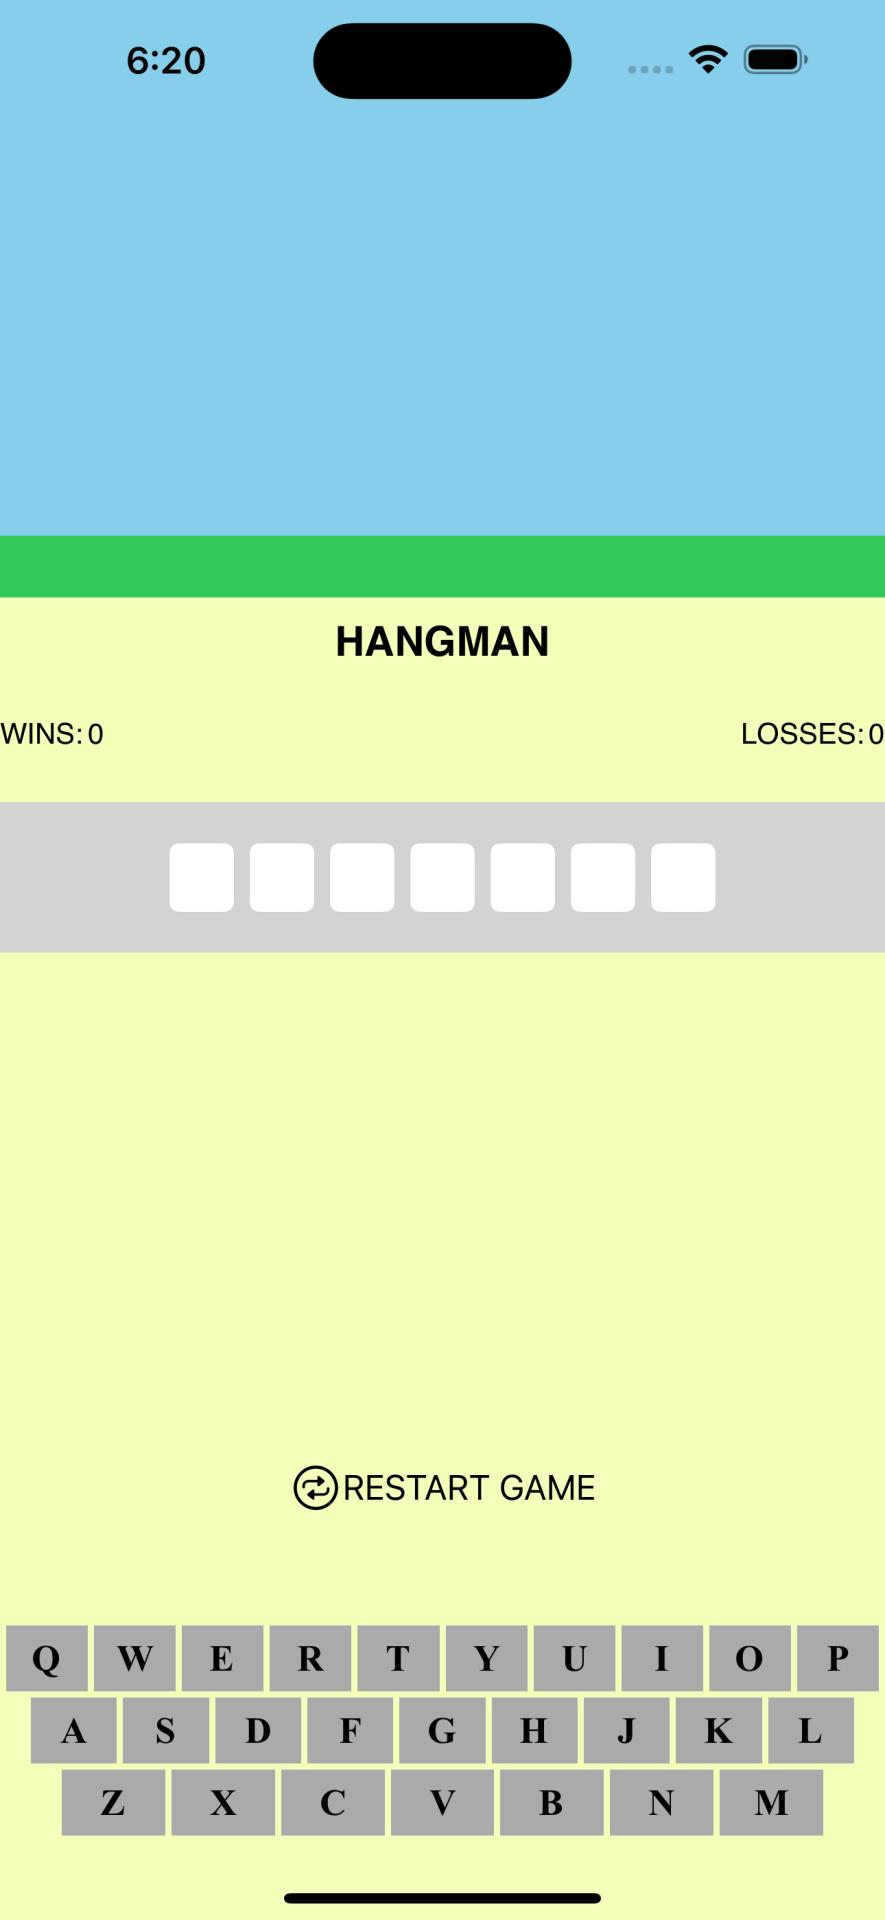 6:20
HANGMAN
WINS: 0 LOSSES: 0
RESTART GAME
Q W E R T Y U I O P
A S D F G H J K L
Z X C V B N M